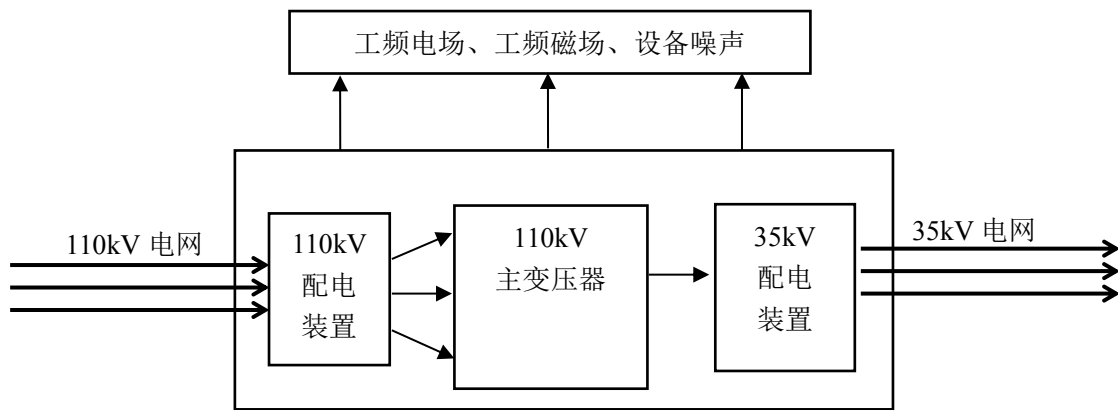 工频电场、工频磁场、设备噪声
110kV 电网
110kV
配电
装置
110kV
主变压器
35kV
配电
装置
35kV 电网